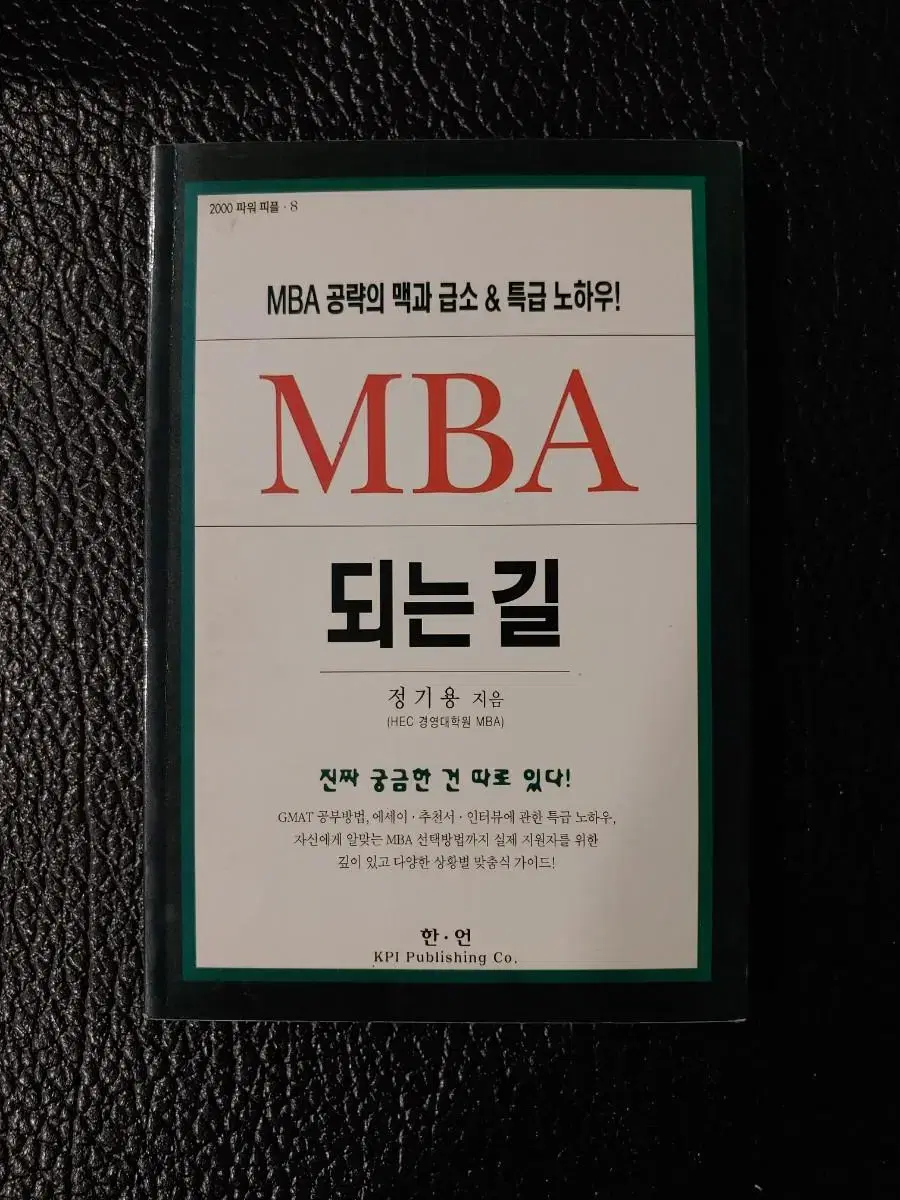 2000 파워 피플 · 8
MBA 공략의 맥과 급소 & 특급 노하우!
MBA
되는 길
정기용 지음
(HEC 경영대학원 MBA)
진짜 궁금한 건 따로 있다!
GMAT 공부방법, 에세이 · 추천서 · 인터뷰에 관한 특급 노하우,
자신에게 알맞는 MBA 선택방법까지 실제 지원자를 위한
깊이 있고 다양한 상황별 맞춤식 가이드!
한 · 언
KPI Publishing Co.